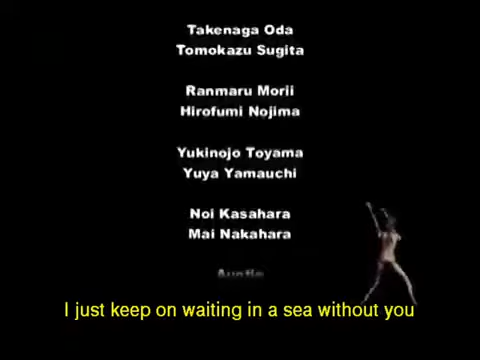 Takenaga Oda
Tomokazu Sugita
Ranmaru Morii
Hirofumi Nojima
Yukinojo Toyama
Yuya Yamauchi
Noi Kasahara
Mai Nakahara
I just keep on waiting in a sea without you